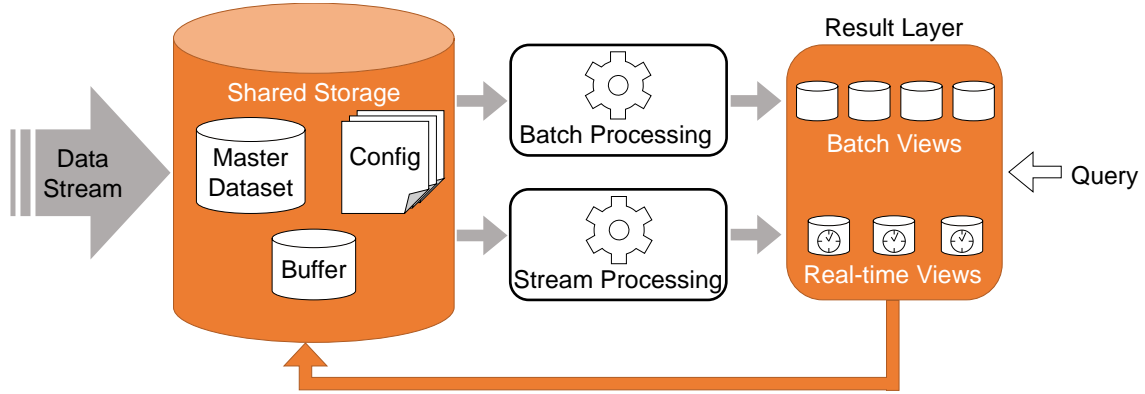 Result Layer
Shared Storage
Data
Stream
Master
Dataset
Config
Buffer
Batch Processing
Stream Processing
Batch Views
Real-time Views
Query